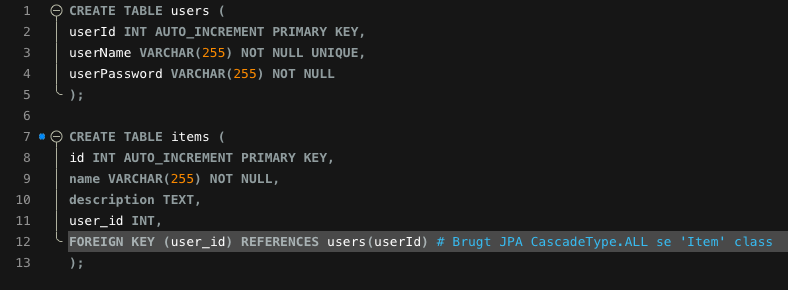 1 CREATE TABLE users (
2 userId INT AUTO_INCREMENT PRIMARY KEY,
3 userName VARCHAR(255) NOT NULL UNIQUE,
4 userPassword VARCHAR(255) NOT NULL
5 );
6
7 CREATE TABLE items (
8 id INT AUTO_INCREMENT PRIMARY KEY,
9 name VARCHAR(255) NOT NULL,
10 description TEXT,
11 user_id INT,
12 FOREIGN KEY (user_id) REFERENCES users(userId) # Brugt JPA CascadeType.ALL se 'Item' class
13 );